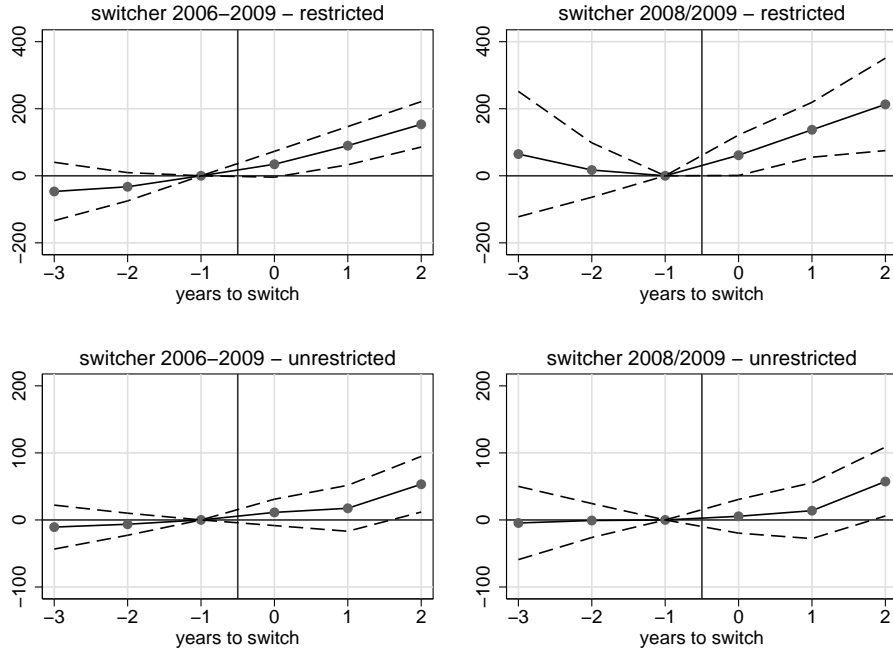 switcher 2006−2009 − restricted
400
200
0
−200
−3 −2 −1 0 1 2
years to switch
switcher 2008/2009 − restricted
400
200
0
−200
−3 −2 −1 0 1 2
years to switch
switcher 2006−2009 − unrestricted
200
100
0
−100
−3 −2 −1 0 1 2
years to switch
switcher 2008/2009 − unrestricted
200
100
0
−100
−3 −2 −1 0 1 2
years to switch